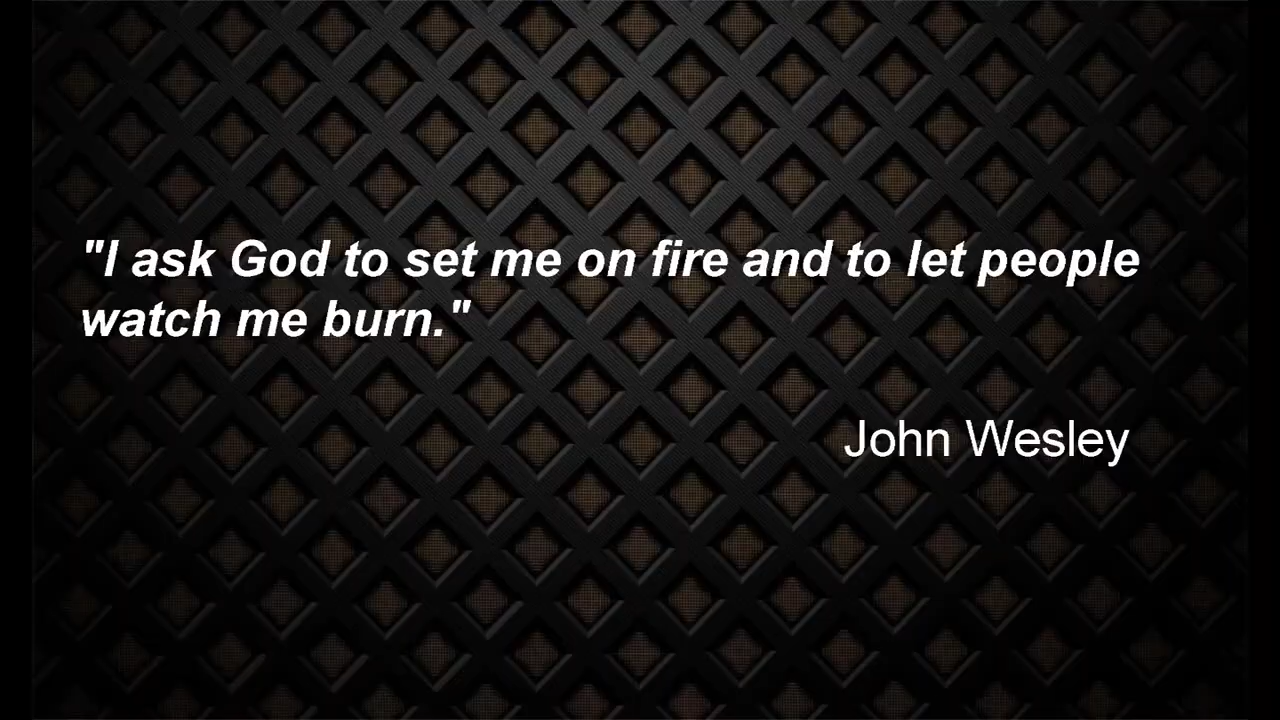 "I ask God to set me on fire and to let people
watch me burn."
John Wesley